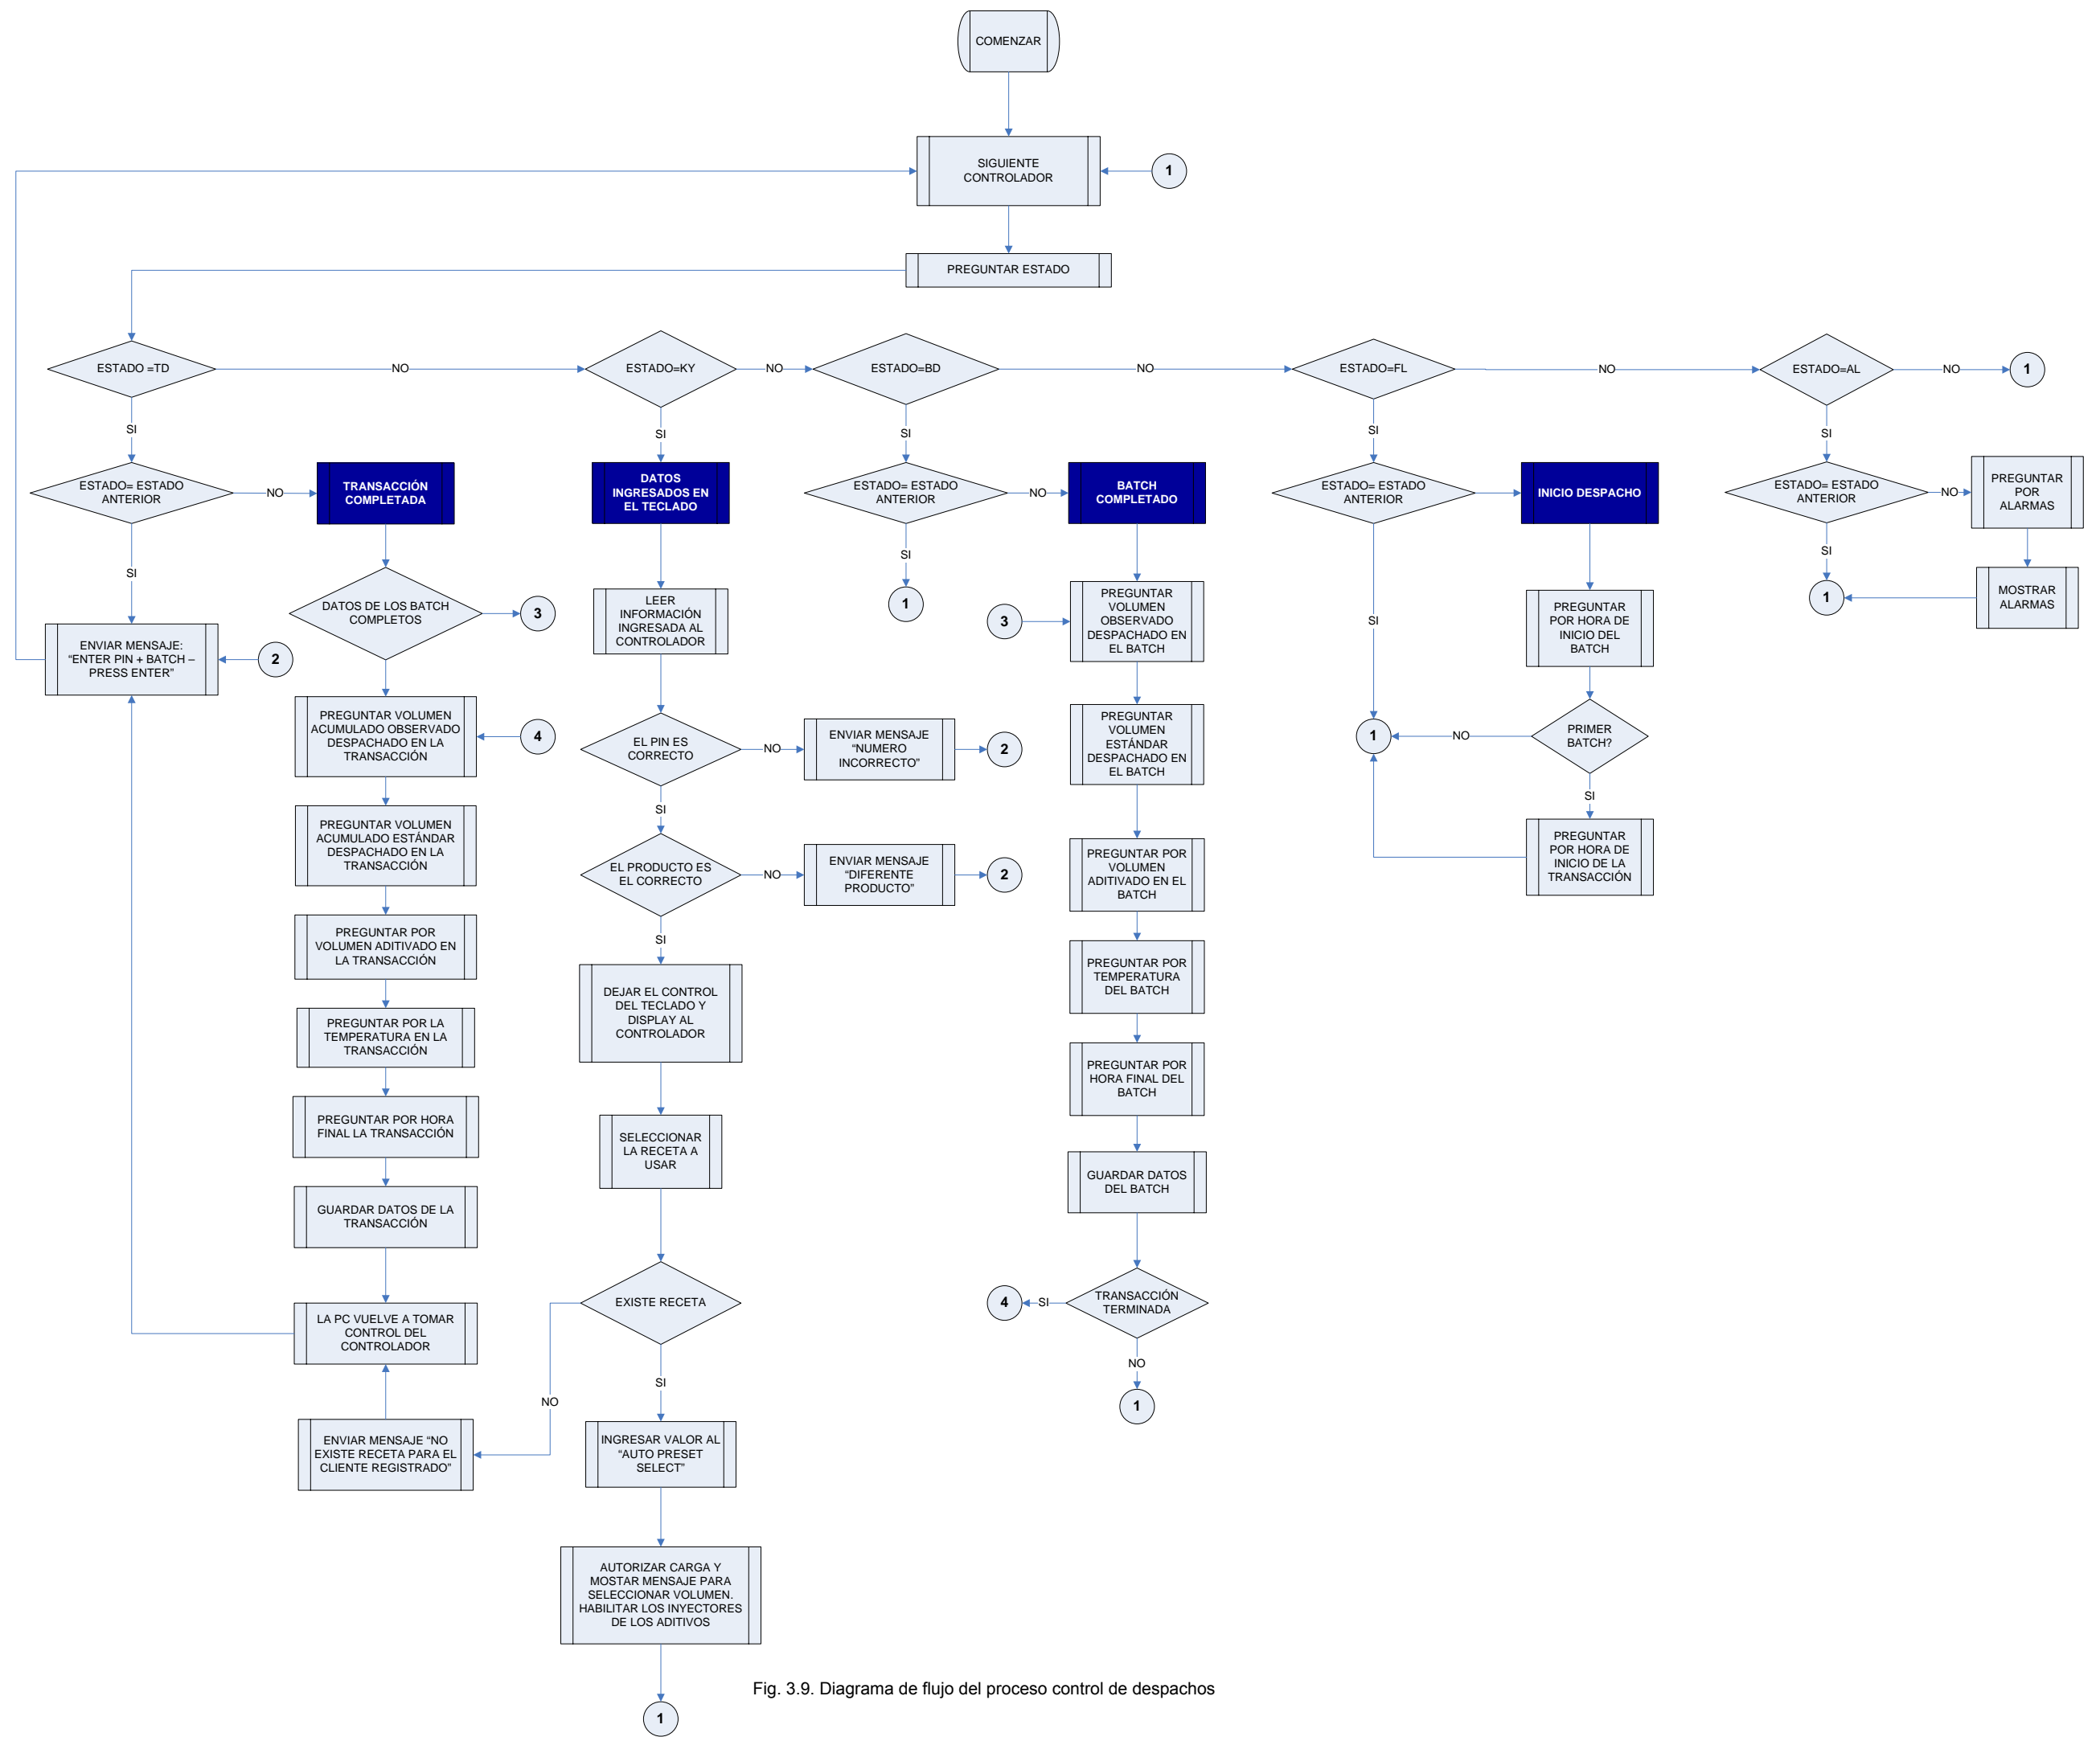 COMENZAR
SIGUIENTE
CONTROLADOR
1
PREGUNTAR ESTADO
ESTADO =TD
NO
ESTADO=KY
NO
ESTADO=BD
NO
ESTADO=FL
NO
ESTADO=AL
NO
1
SI
ESTADO= ESTADO
ANTERIOR
NO
TRANSACCIÓN
COMPLETADA
SI
ENVIAR MENSAJE:
“ENTER PIN + BATCH –
PRESS ENTER”
2
DATOS DE LOS BATCH
COMPLETOS
3
PREGUNTAR VOLUMEN
ACUMULADO OBSERVADO
DESPACHADO EN LA
TRANSACCIÓN
4
PREGUNTAR VOLUMEN
ACUMULADO ESTÁNDAR
DESPACHADO EN LA
TRANSACCIÓN
PREGUNTAR POR
VOLUMEN ADITIVADO EN
LA TRANSACCIÓN
PREGUNTAR POR LA
TEMPERATURA EN LA
TRANSACCIÓN
PREGUNTAR POR HORA
FINAL LA TRANSACCIÓN
GUARDAR DATOS DE LA
TRANSACCIÓN
LA PC VUELVE A TOMAR
CONTROL DEL
CONTROLADOR
ENVIAR MENSAJE “NO
EXISTE RECETA PARA EL
CLIENTE REGISTRADO”
SI
DATOS
INGRESADOS EN
EL TECLADO
LEER
INFORMACIÓN
INGRESADA AL
CONTROLADOR
EL PIN ES
CORRECTO
NO
ENVIAR MENSAJE
“NUMERO
INCORRECTO”
2
SI
EL PRODUCTO ES
EL CORRECTO
NO
ENVIAR MENSAJE
“DIFERENTE
PRODUCTO”
2
SI
DEJAR EL CONTROL
DEL TECLADO Y
DISPLAY AL
CONTROLADOR
SELECCIONAR
LA RECETA A
USAR
EXISTE RECETA
NO
SI
INGRESAR VALOR AL
“AUTO PRESET
SELECT”
AUTORIZAR CARGA Y
MOSTAR MENSAJE PARA
SELECCIONAR VOLUMEN.
HABILITAR LOS INYECTORES
DE LOS ADITIVOS
1
SI
ESTADO= ESTADO
ANTERIOR
NO
BATCH
COMPLETADO
SI
1
3
PREGUNTAR
VOLUMEN
OBSERVADO
DESPACHADO EN
EL BATCH
PREGUNTAR
VOLUMEN
ESTÁNDAR
DESPACHADO EN
EL BATCH
PREGUNTAR POR
VOLUMEN
ADITIVADO EN EL
BATCH
PREGUNTAR POR
TEMPERATURA
DEL BATCH
PREGUNTAR POR
HORA FINAL DEL
BATCH
GUARDAR DATOS
DEL BATCH
TRANSACCIÓN
TERMINADA
SI
4
NO
1
SI
ESTADO= ESTADO
ANTERIOR
INICIO DESPACHO
SI
PREGUNTAR
POR HORA DE
INICIO DEL
BATCH
PRIMER
BATCH?
NO
1
SI
PREGUNTAR
POR HORA DE
INICIO DE LA
TRANSACCIÓN
SI
ESTADO= ESTADO
ANTERIOR
NO
PREGUNTAR
POR
ALARMAS
SI
1
MOSTRAR
ALARMAS
Fig. 3.9. Diagrama de flujo del proceso control de despachos